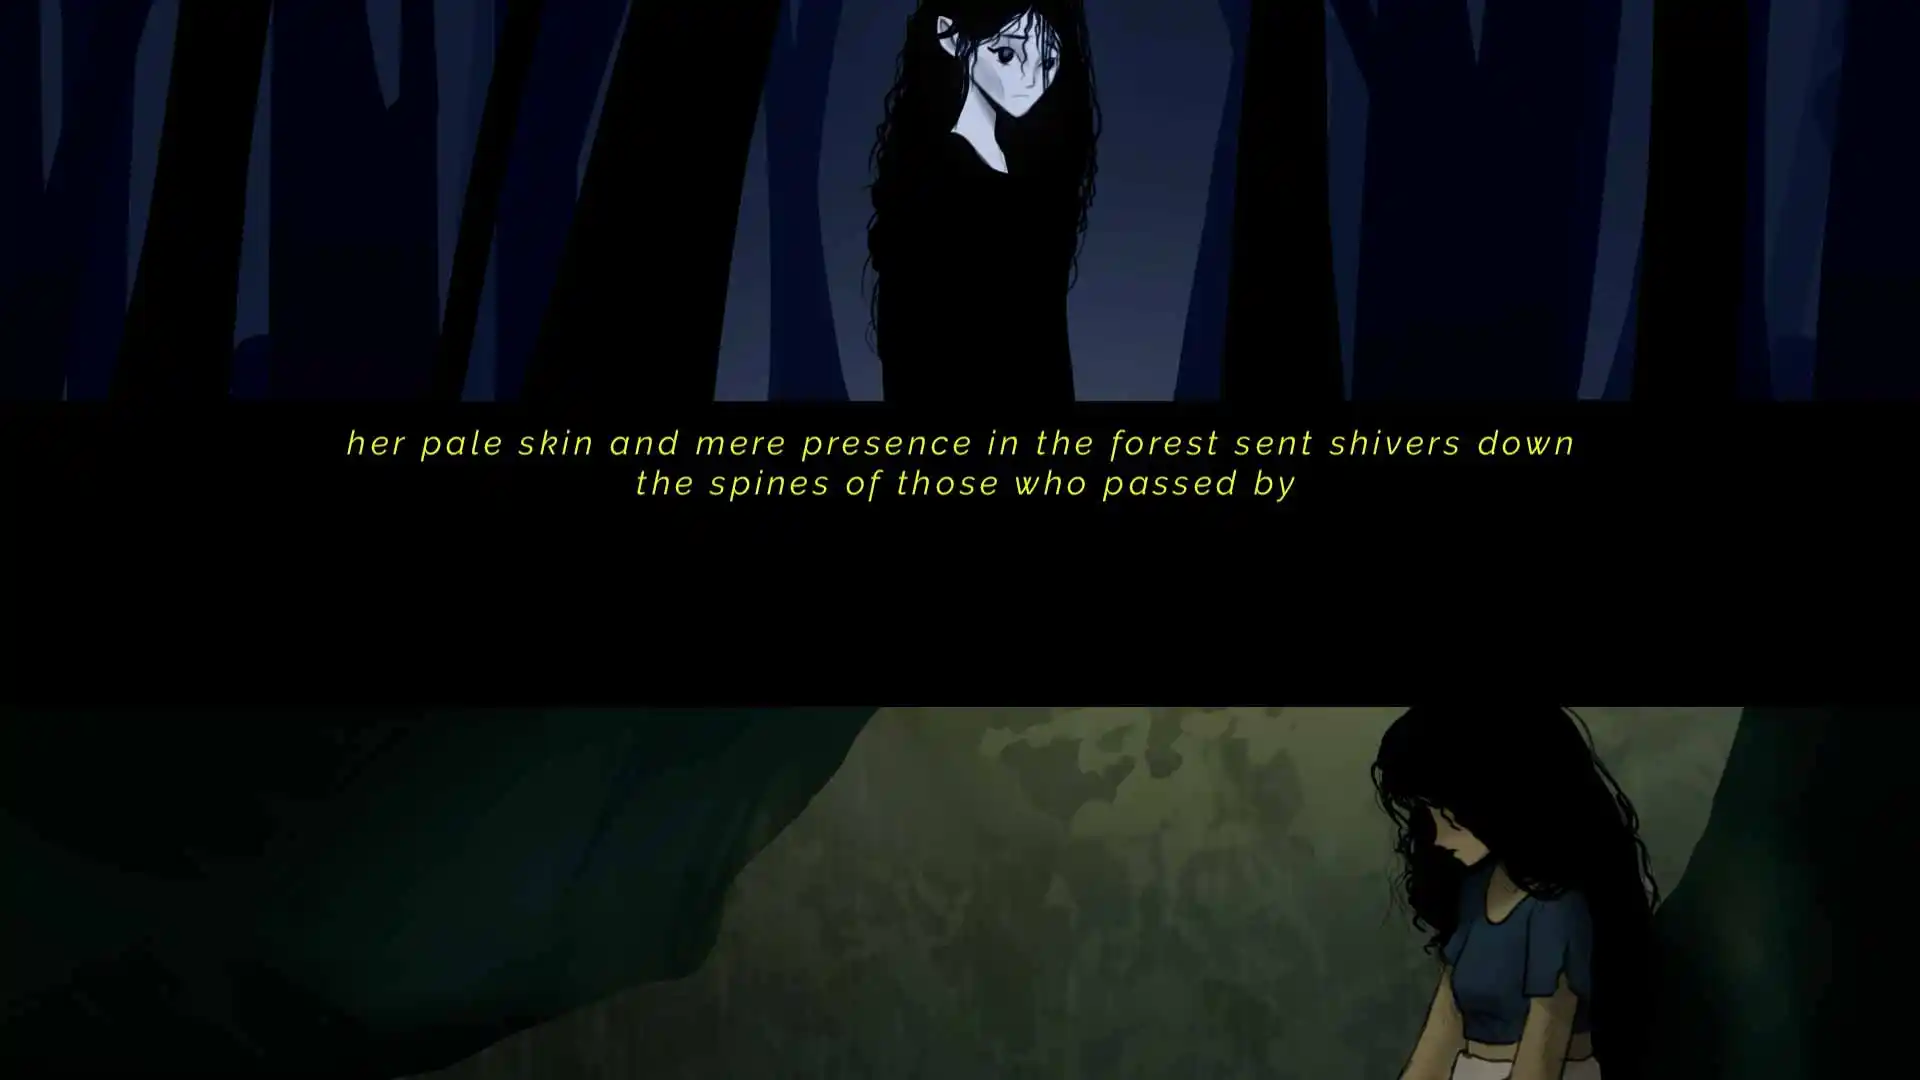 her pale skin and mere presence in the forest sent shivers down
the spines of those who passed by